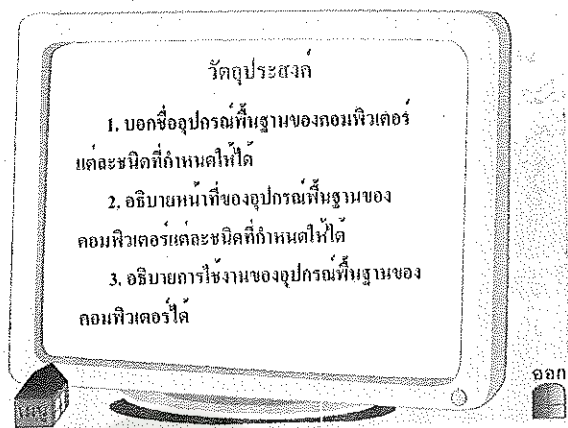 วัตถุประสงค์
1. บอกชื่ออุปกรณ์พื้นฐานของคอมพิวเตอร์
แต่ละชนิดที่กำหนดให้ได้
2. อธิบายหน้าที่ของอุปกรณ์พื้นฐานของ
คอมพิวเตอร์แต่ละชนิดที่กำหนดให้ได้
3. อธิบายการใช้งานของอุปกรณ์พื้นฐานของ
คอมพิวเตอร์ได้
ออก